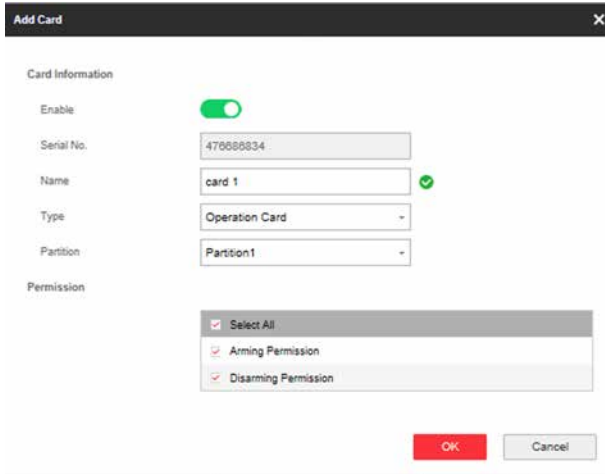 Add Card
Card Information
Enable
Serial No. 476686834
Name card 1
Type Operation Card
Partition Partition1
Permission
Select All
Arming Permission
Disarming Permission
OK Cancel